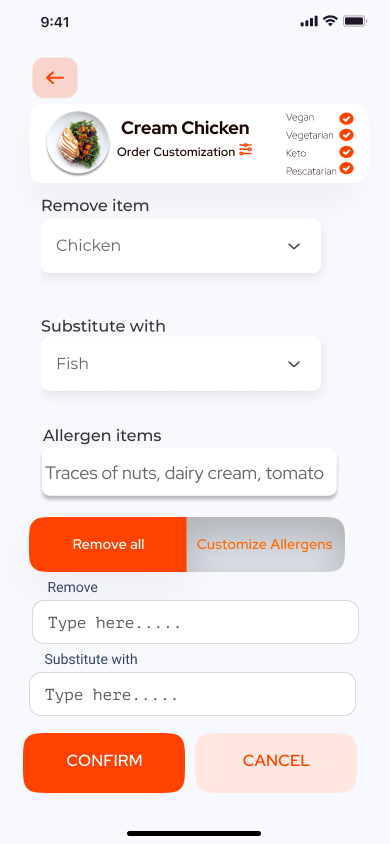 9:41
Cream Chicken
Order Customization
Vegan
Vegetarian
Keto
Pescatarian
Remove item
Chicken
Substitute with
Fish
Allergen items
Traces of nuts, dairy cream, tomato
Remove all
Customize Allergens
Remove
Type here.....
Substitute with
Type here.....
CONFIRM
CANCEL